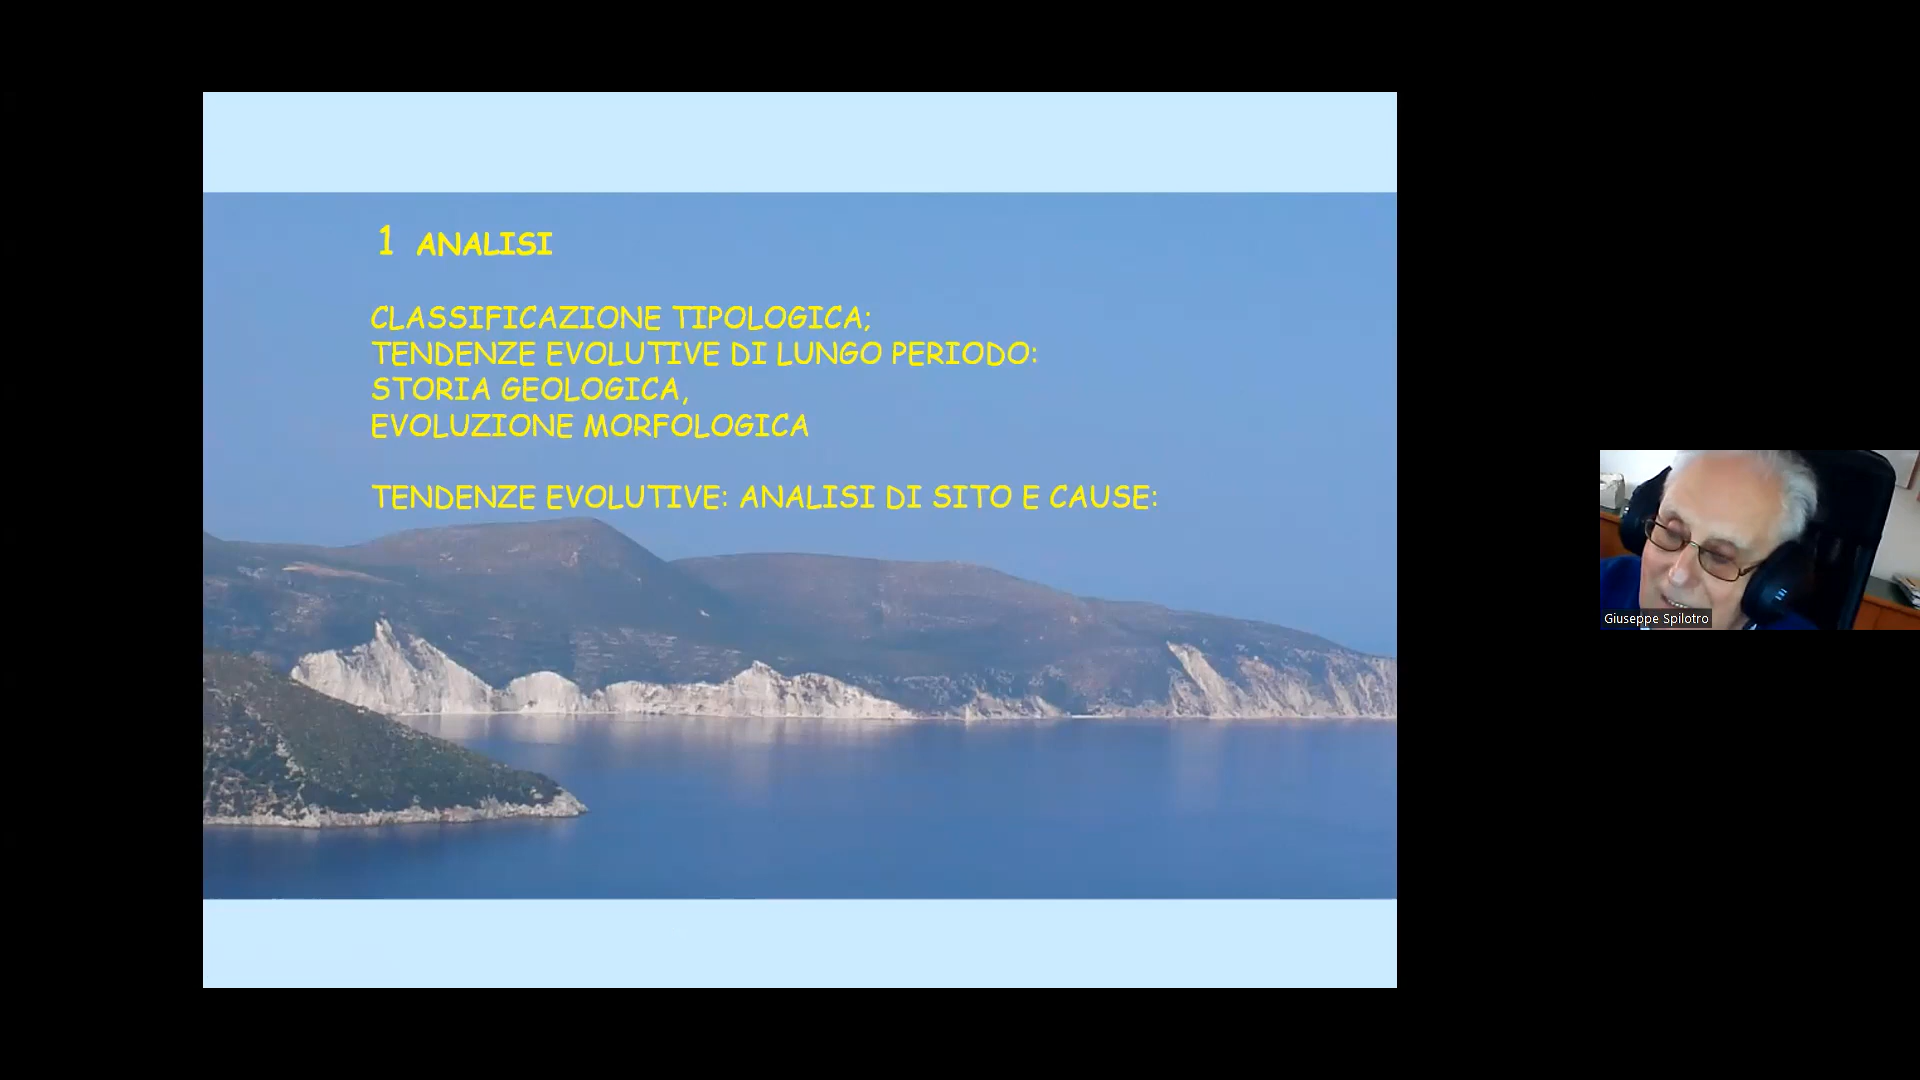 1 ANALISI
CLASSIFICAZIONE TIPOLOGICA;
TENDENZE EVOLUTIVE DI LUNGO PERIODO:
STORIA GEOLOGICA,
EVOLUZIONE MORFOLOGICA
TENDENZE EVOLUTIVE: ANALISI DI SITO E CAUSE:
Giuseppe Spilotro